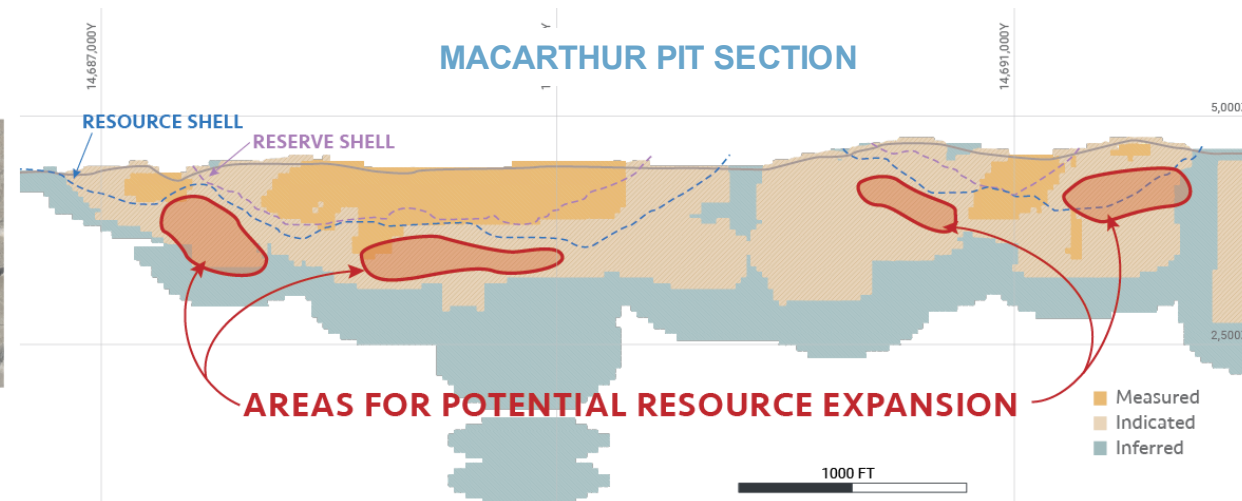 MACARTHUR PIT SECTION
14,687,000Y
Y
14,691,000Y
5,000
RESOURCE SHELL
RESERVE SHELL
2,500
AREAS FOR POTENTIAL RESOURCE EXPANSION
Measured
Indicated
Inferred
1000 FT